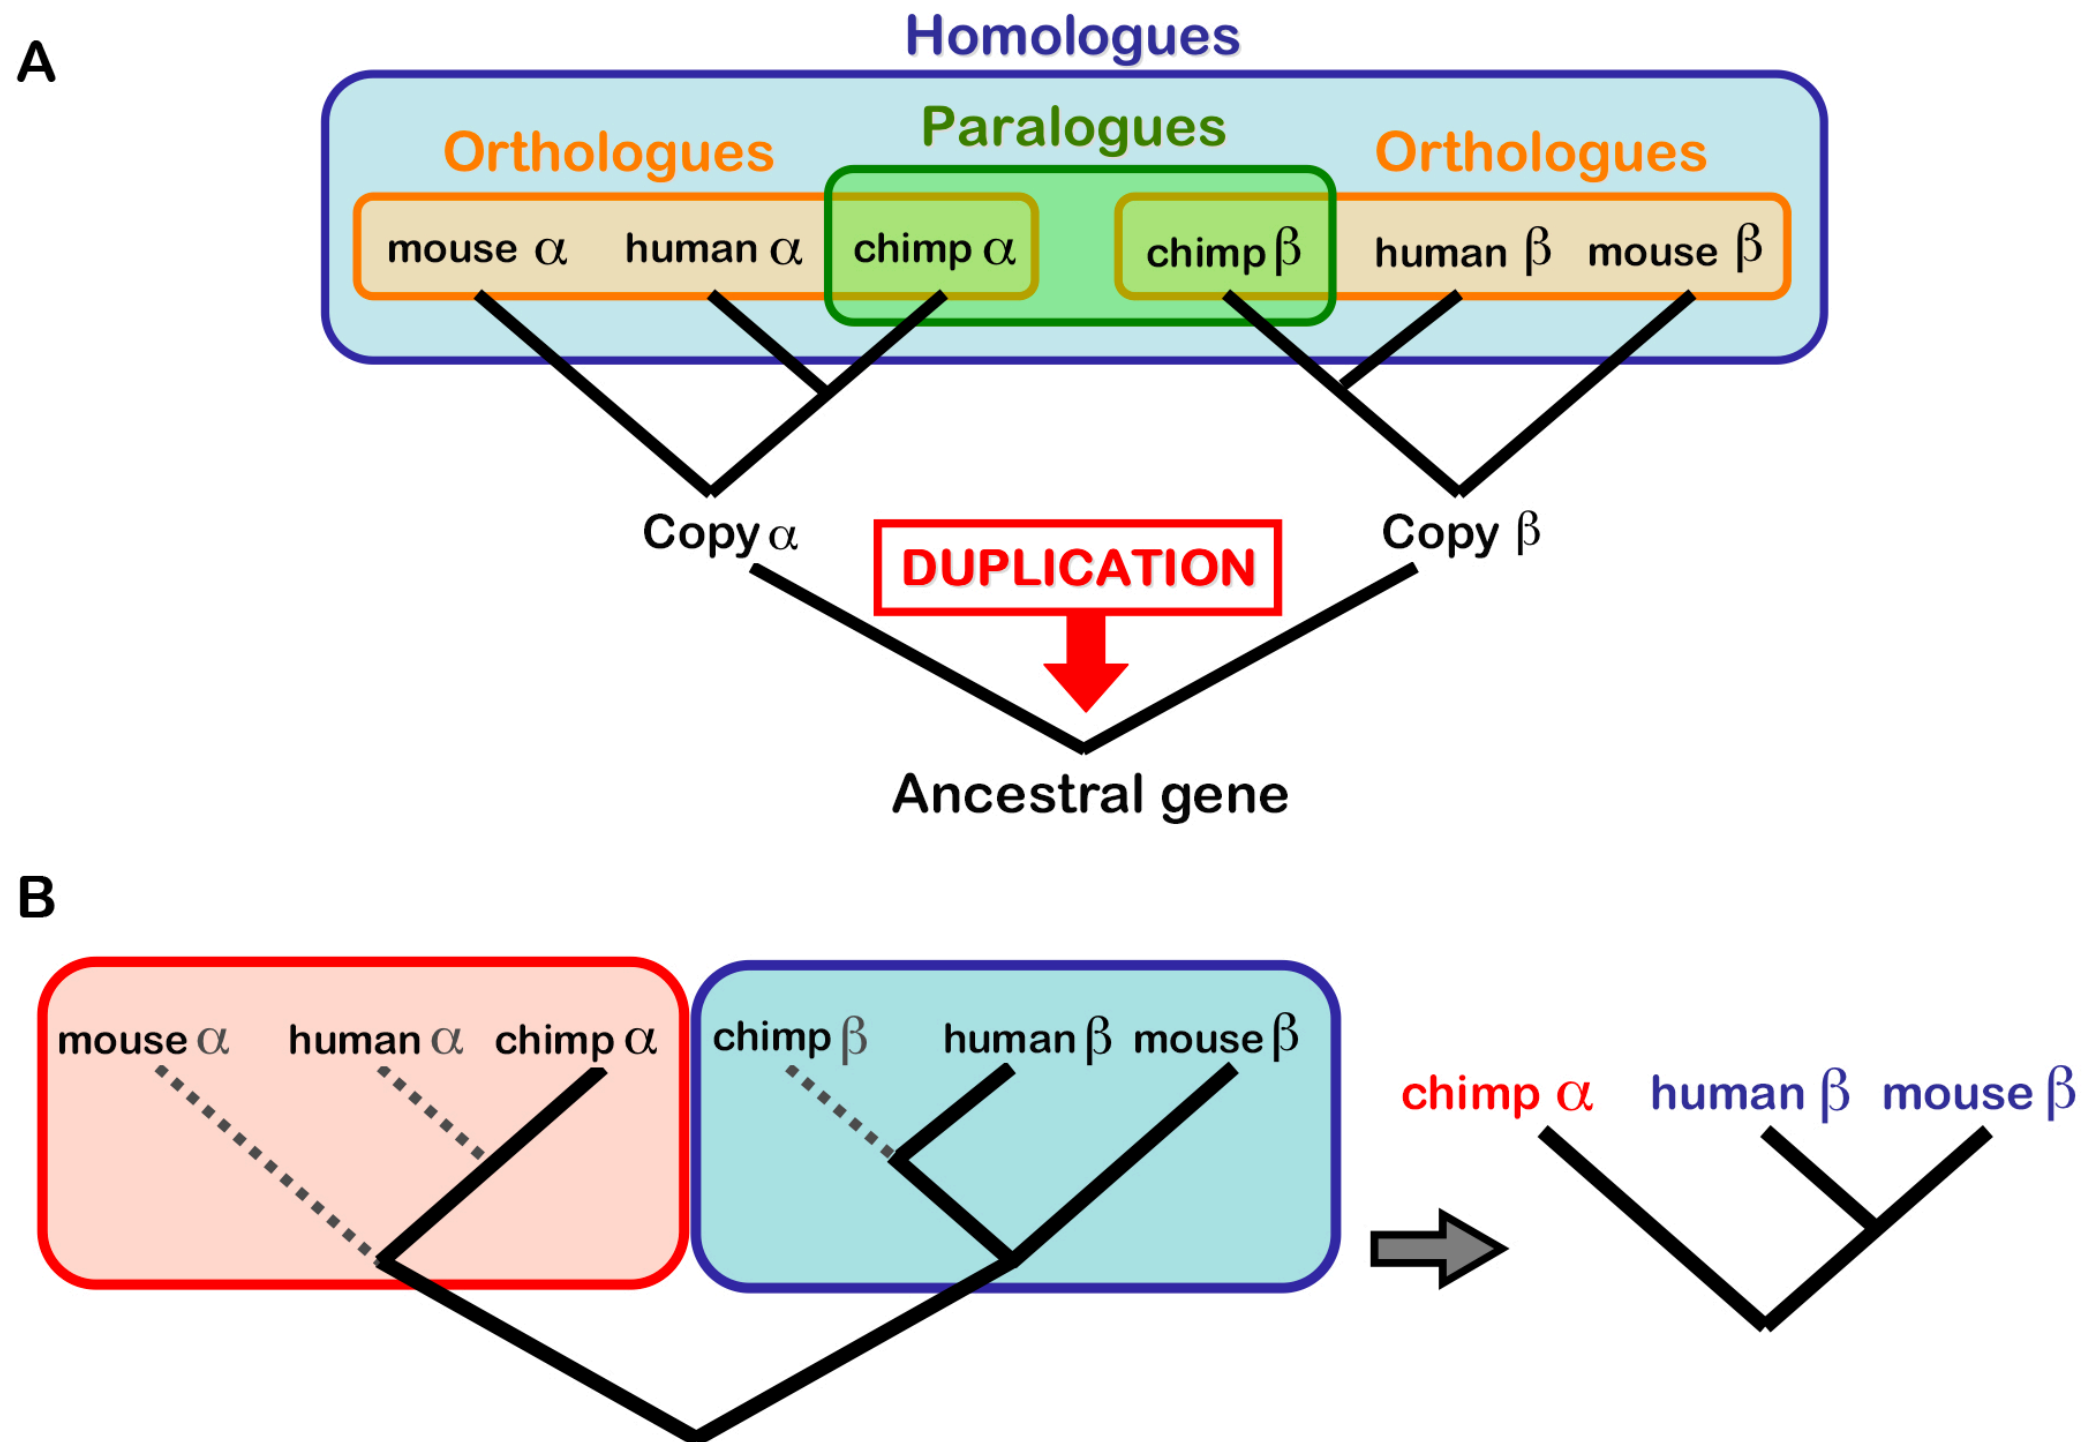 A
Homologues
Paralogues
Orthologues Orthologues
mouse α human α chimp α chimp β human β mouse β
Copy α Copy β
DUPLICATION
Ancestral gene
B
mouse α human α chimp α chimp β human β mouse β
chimp α human β mouse β